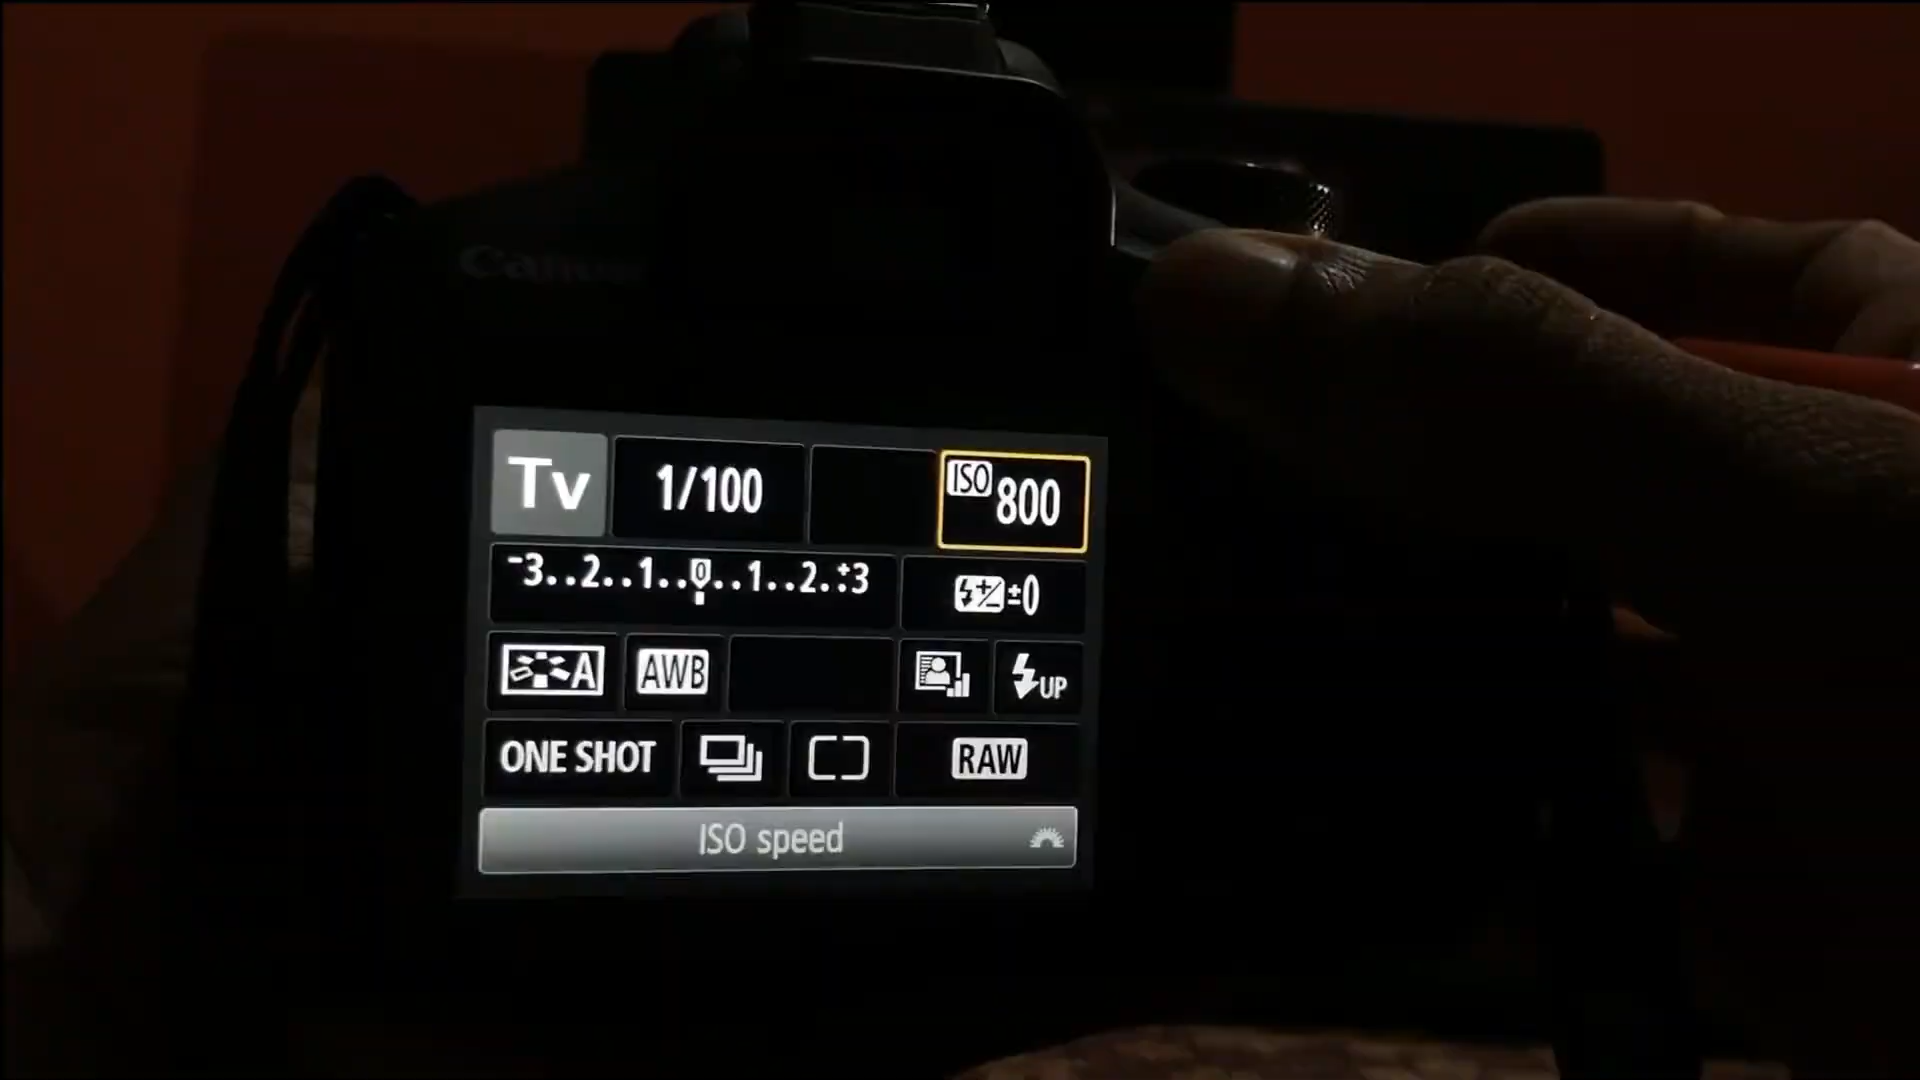 Canon
Tv 1/100 ISO 800
-3..2..1..0..1..2.:+3 ±0
A AWB UP
ONE SHOT RAW
ISO speed